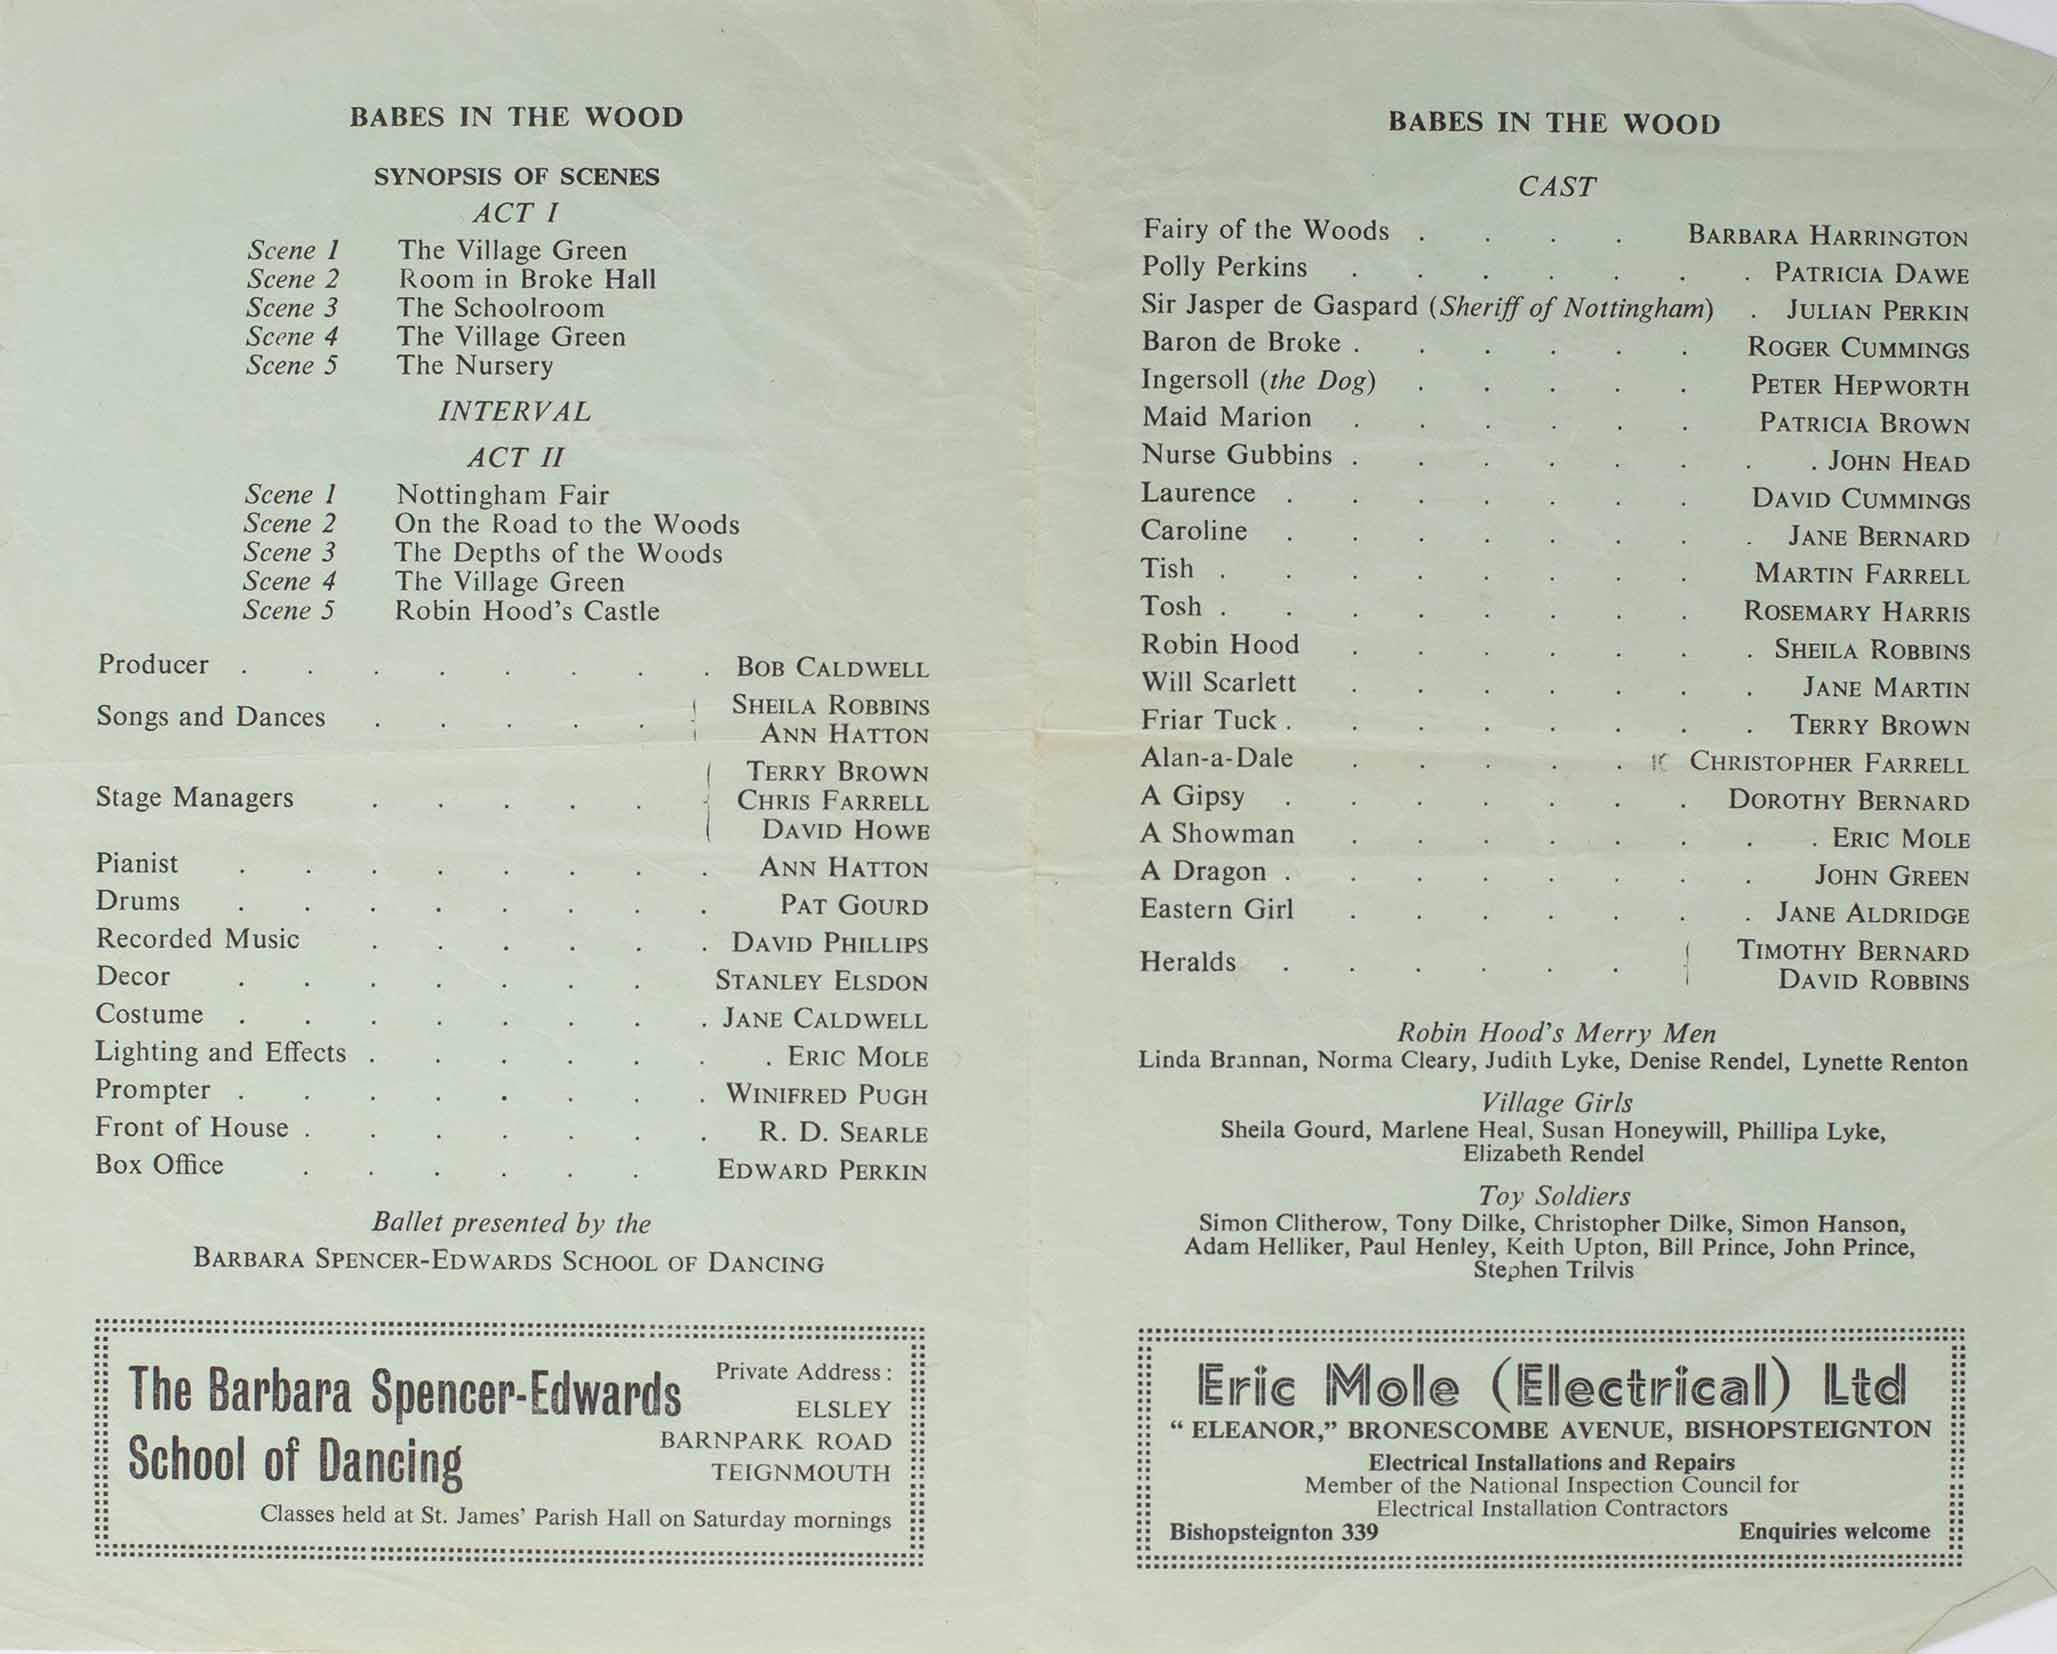 BABES IN THE WOOD
SYNOPSIS OF SCENES
ACT I
Scene 1 The Village Green
Scene 2 Room in Broke Hall
Scene 3 The Schoolroom
Scene 4 The Village Green
Scene 5 The Nursery
INTERVAL
ACT II
Scene 1 Nottingham Fair
Scene 2 On the Road to the Woods
Scene 3 The Depths of the Woods
Scene 4 The Village Green
Scene 5 Robin Hood's Castle
Producer . . . . . . . . BOB CALDWELL
Songs and Dances . . . . . SHEILA ROBBINS
ANN HATTON
Stage Managers . . . . . TERRY BROWN
CHRIS FARRELL
DAVID HOWE
Pianist . . . . . . . . ANN HATTON
Drums . . . . . . . . PAT GOURD
Recorded Music . . . . . . DAVID PHILLIPS
Decor . . . . . . . STANLEY ELSDON
Costume . . . . . . . . JANE CALDWELL
Lighting and Effects . . . . . . . ERIC MOLE
Prompter . . . . . . . . WINIFRED PUGH
Front of House . . . . . . . R. D. SEARLE
Box Office . . . . . . EDWARD PERKIN
Ballet presented by the
BARBARA SPENCER-EDWARDS SCHOOL OF DANCING
The Barbara Spencer-Edwards
School of Dancing
Private Address :
ELSLEY
BARNPARK ROAD
TEIGNMOUTH
Classes held at St. James' Parish Hall on Saturday mornings
BABES IN THE WOOD
CAST
Fairy of the Woods . . . . BARBARA HARRINGTON
Polly Perkins . . . . . . . PATRICIA DAWE
Sir Jasper de Gaspard (Sheriff of Nottingham) . JULIAN PERKIN
Baron de Broke . . . . . . ROGER CUMMINGS
Ingersoll (the Dog) . . . . . PETER HEPWORTH
Maid Marion . . . . . . PATRICIA BROWN
Nurse Gubbins . . . . . . . . JOHN HEAD
Laurence . . . . . . . DAVID CUMMINGS
Caroline . . . . . . . . JANE BERNARD
Tish . . . . . . . . MARTIN FARRELL
Tosh . . . . . . . . ROSEMARY HARRIS
Robin Hood . . . . . . . SHEILA ROBBINS
Will Scarlett . . . . . . . JANE MARTIN
Friar Tuck . . . . . . . . TERRY BROWN
Alan-a-Dale . . . . . CHRISTOPHER FARRELL
A Gipsy . . . . . . . DOROTHY BERNARD
A Showman . . . . . . . . ERIC MOLE
A Dragon . . . . . . . . JOHN GREEN
Eastern Girl . . . . . . . JANE ALDRIDGE
Heralds . . . . . . TIMOTHY BERNARD
DAVID ROBBINS
Robin Hood's Merry Men
Linda Brannan, Norma Cleary, Judith Lyke, Denise Rendel, Lynette Renton
Village Girls
Sheila Gourd, Marlene Heal, Susan Honeywill, Phillipa Lyke,
Elizabeth Rendel
Toy Soldiers
Simon Clitherow, Tony Dilke, Christopher Dilke, Simon Hanson,
Adam Helliker, Paul Henley, Keith Upton, Bill Prince, John Prince,
Stephen Trilvis
Eric Mole (Electrical) Ltd
“ ELEANOR,” BRONESCOMBE AVENUE, BISHOPSTEIGNTON
Electrical Installations and Repairs
Member of the National Inspection Council for
Electrical Installation Contractors
Bishopsteignton 339 Enquiries welcome